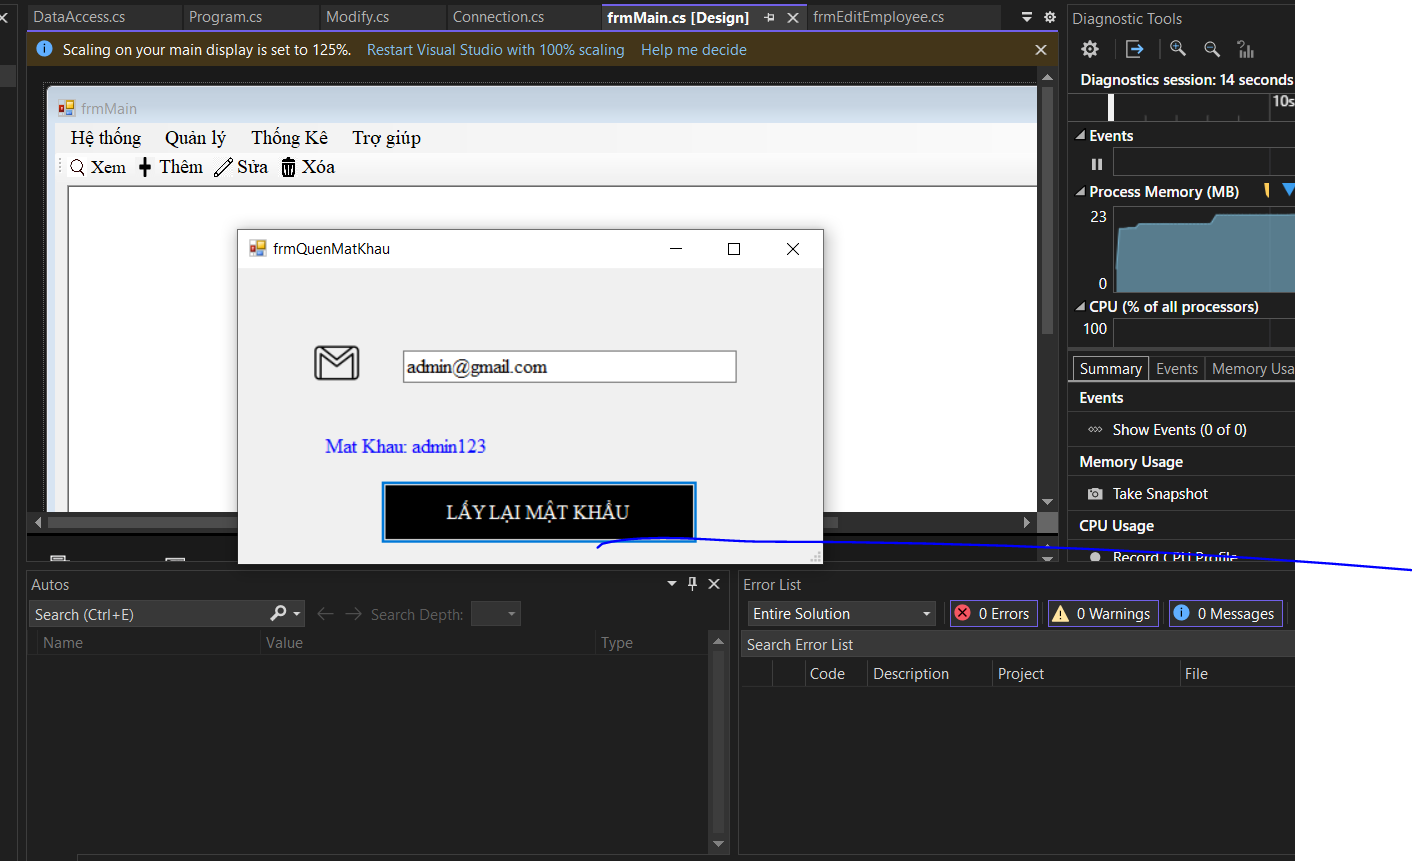 DataAccess.cs Program.cs Modify.cs Connection.cs frmMain.cs [Design] frmEditEmployee.cs
Scaling on your main display is set to 125%. Restart Visual Studio with 100% scaling Help me decide
frmMain
Hệ thống Quản lý Thống Kê Trợ giúp
Xem Thêm Sửa Xóa
frmQuenMatKhau
admin@gmail.com
Mat Khau: admin123
LẤY LẠI MẬT KHẨU
Diagnostic Tools
Diagnostics session: 14 seconds
10s
Events
Process Memory (MB)
23
0
CPU (% of all processors)
100
Summary Events Memory Usa
Events
Show Events (0 of 0)
Memory Usage
Take Snapshot
CPU Usage
Record CPU Profile
Autos
Search (Ctrl+E) Search Depth:
Name Value Type
Error List
Entire Solution 0 Errors 0 Warnings 0 Messages
Search Error List
Code Description Project File